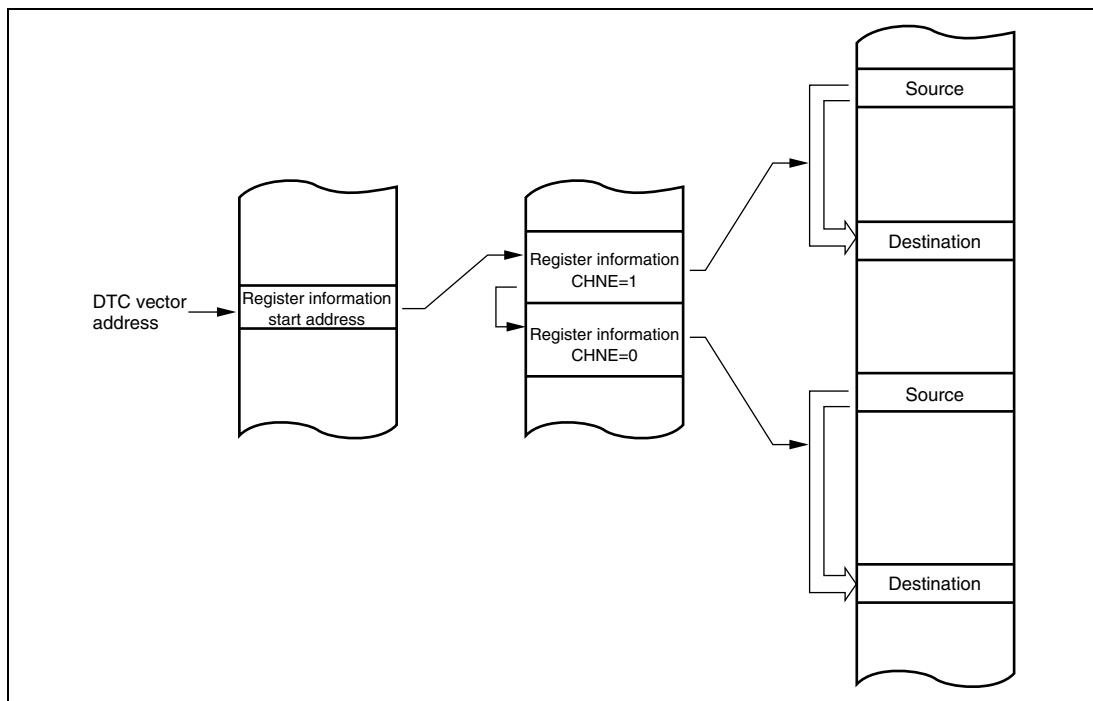 DTC vector
address
Register information
start address
Register information
CHNE=1
Register information
CHNE=0
Source
Destination
Source
Destination